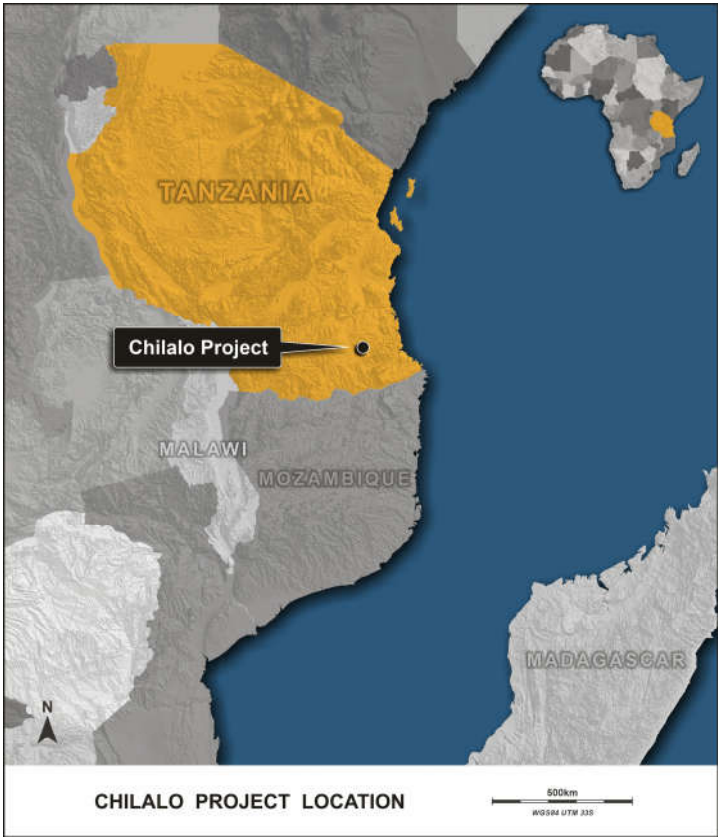 TANZANIA
Chilalo Project
MALAWI
MOZAMBIQUE
MADAGASCAR
N
CHILALO PROJECT LOCATION
500km
WGS84 UTM 33S